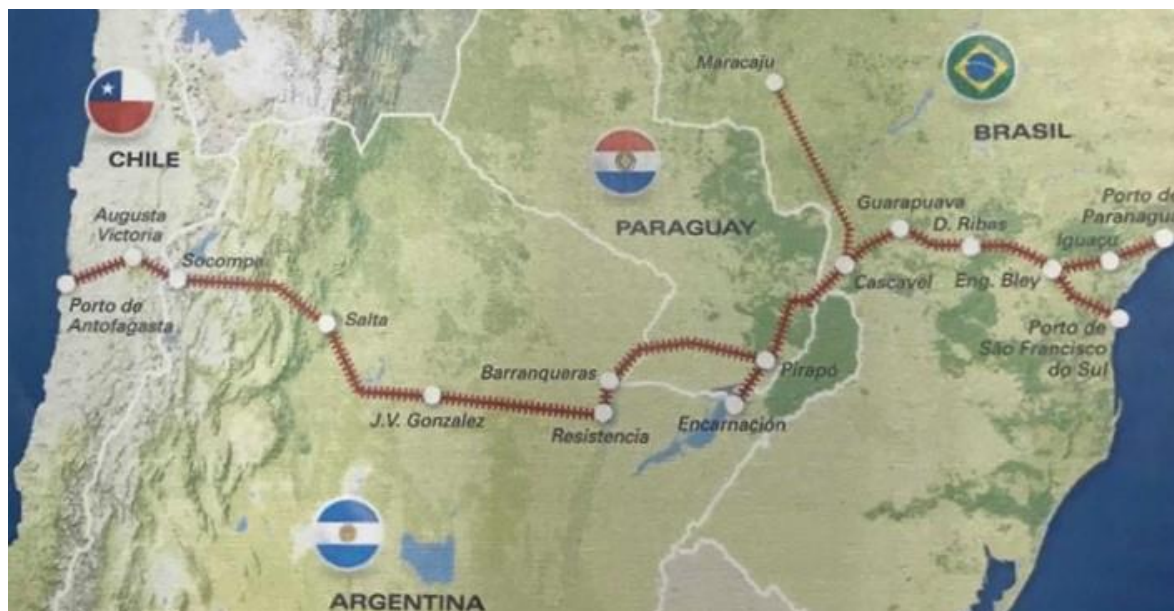 Maracaju
BRASIL
CHILE
PARAGUAY
Guarapuava
D. Ribas
Porto de
Paranagua
Iguaçu
Augusta
Victoria
Socompa
Cascavel
Eng. Bley
Porto de
Antofagasta
Salta
Porto de
São Francisco
do Sul
Barranqueras
Pirapó
J.V. Gonzalez
Resistencia
Encarnación
ARGENTINA